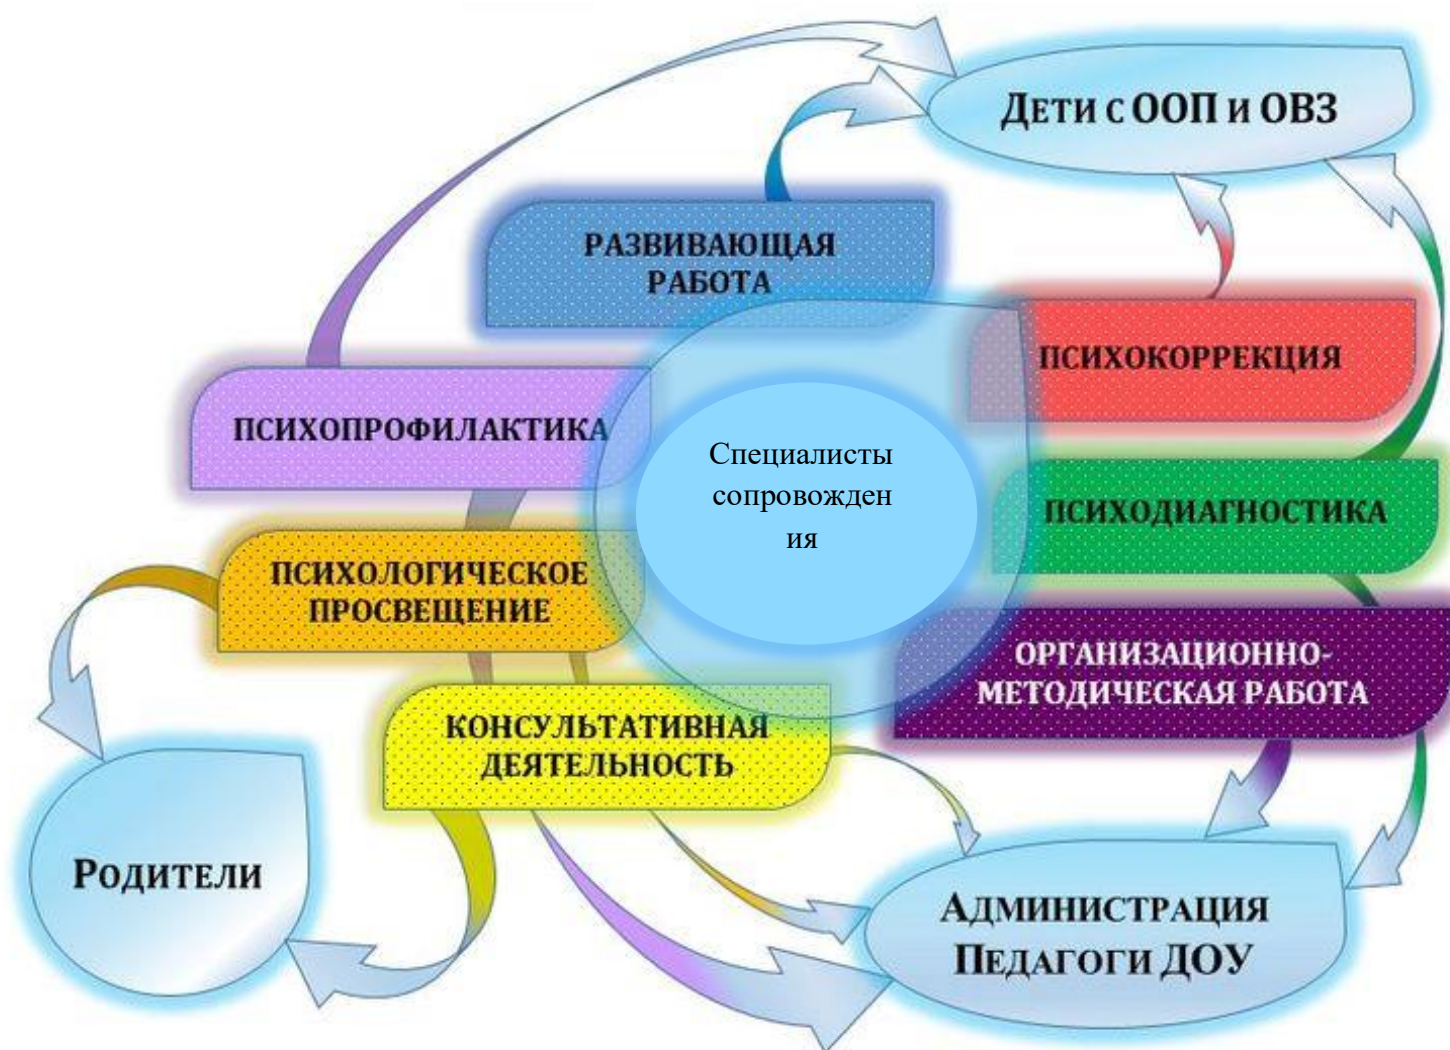 ДЕТИ С ООП И ОВЗ
РАЗВИВАЮЩАЯ
РАБОТА
ПСИХОКОРРЕКЦИЯ
ПСИХОПРОФИЛАКТИКА
Специалисты
сопровожден
ия
ПСИХОДИАГНОСТИКА
ПСИХОЛОГИЧЕСКОЕ
ПРОСВЕЩЕНИЕ
ОРГАНИЗАЦИОННО-
МЕТОДИЧЕСКАЯ РАБОТА
КОНСУЛЬТАТИВНАЯ
ДЕЯТЕЛЬНОСТЬ
РОДИТЕЛИ
АДМИНИСТРАЦИЯ
ПЕДАГОГИ ДОУ